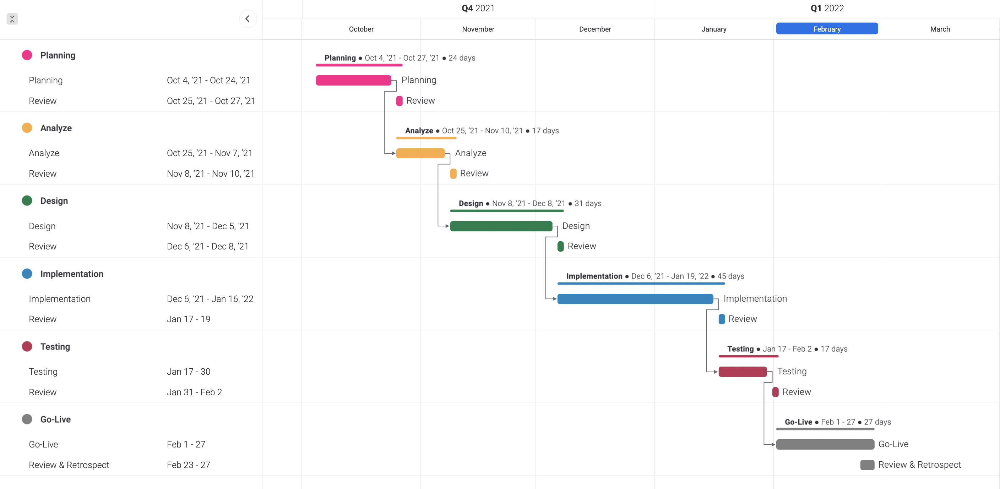 Q4 2021 Q1 2022
October November December January February March
Planning
Planning ● Oct 4, ’21 - Oct 27, ’21 ● 24 days
Planning Oct 4, ’21 - Oct 24, ’21 Planning
Review Oct 25, ’21 - Oct 27, ’21 Review
Analyze
Analyze ● Oct 25, ’21 - Nov 10, ’21 ● 17 days
Analyze Oct 25, ’21 - Nov 7, ’21 Analyze
Review Nov 8, ’21 - Nov 10, ’21 Review
Design
Design ● Nov 8, ’21 - Dec 8, ’21 ● 31 days
Design Nov 8, ’21 - Dec 5, ’21 Design
Review Dec 6, ’21 - Dec 8, ’21 Review
Implementation
Implementation ● Dec 6, ’21 - Jan 19, ’22 ● 45 days
Implementation Dec 6, ’21 - Jan 16, ’22 Implementation
Review Jan 17 - 19 Review
Testing
Testing ● Jan 17 - Feb 2 ● 17 days
Testing Jan 17 - 30 Testing
Review Jan 31 - Feb 2 Review
Go-Live
Go-Live ● Feb 1 - 27 ● 27 days
Go-Live Feb 1 - 27 Go-Live
Review & Retrospect Feb 23 - 27 Review & Retrospect